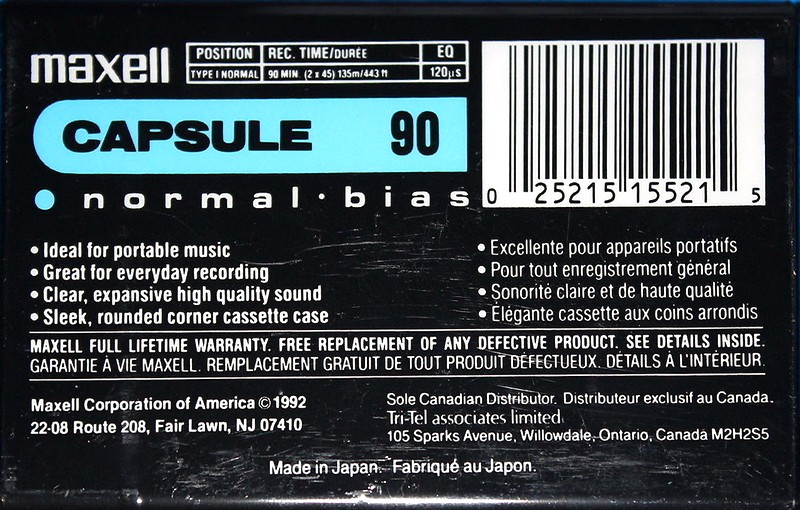 maxell
POSITION REC. TIME/DURÉE EQ
TYPE I NORMAL 90 MIN. (2 x 45) 135m/443 ft 120µs
CAPSULE 90
normal·bias
0 25215 15521 5
• Ideal for portable music
• Great for everyday recording
• Clear, expansive high quality sound
• Sleek, rounded corner cassette case
• Excellente pour appareils portatifs
• Pour tout enregistrement général
• Sonorité claire et de haute qualité
• Élégante cassette aux coins arrondis
MAXELL FULL LIFETIME WARRANTY. FREE REPLACEMENT OF ANY DEFECTIVE PRODUCT. SEE DETAILS INSIDE.
GARANTIE À VIE MAXELL. REMPLACEMENT GRATUIT DE TOUT PRODUIT DÉFECTUEUX. DÉTAILS À L'INTÉRIEUR.
Maxell Corporation of America © 1992
22-08 Route 208, Fair Lawn, NJ 07410
Sole Canadian Distributor. Distributeur exclusif au Canada.
Tri-Tel associates limited
105 Sparks Avenue, Willowdale, Ontario, Canada M2H2S5
Made in Japan. Fabriqué au Japon.